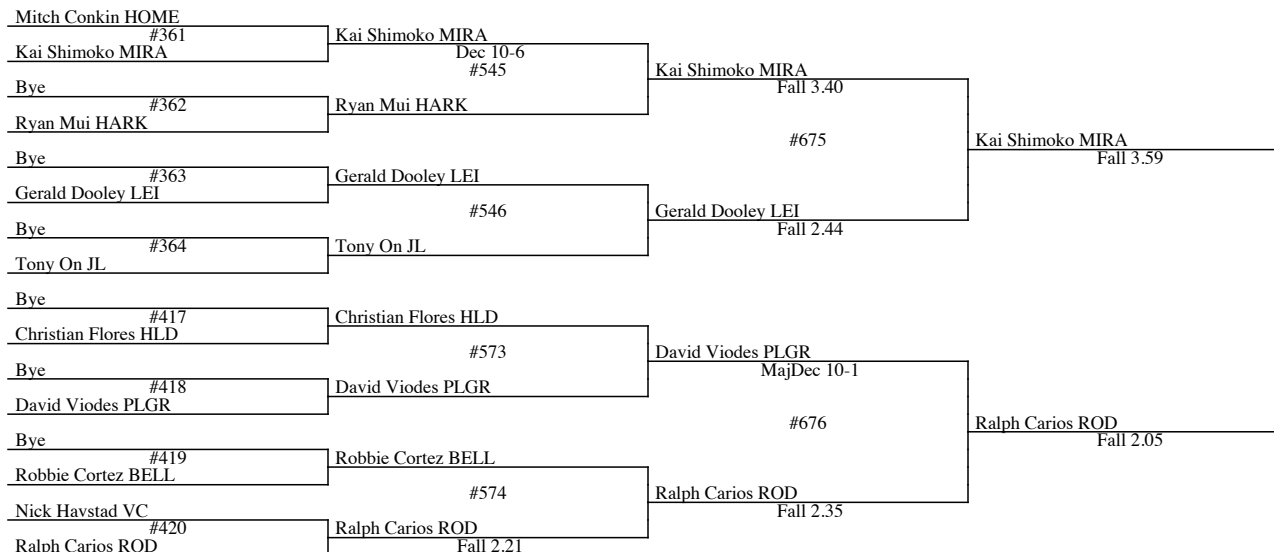 Mitch Conkin HOME
#361
Kai Shimoko MIRA
Kai Shimoko MIRA
Dec 10-6
#545
Bye
#362
Ryan Mui HARK
Ryan Mui HARK
Kai Shimoko MIRA
Fall 3.40
#675
Bye
#363
Gerald Dooley LEI
Gerald Dooley LEI
#546
Bye
#364
Tony On JL
Tony On JL
Gerald Dooley LEI
Fall 2.44
Kai Shimoko MIRA
Fall 3.59
Bye
#417
Christian Flores HLD
Christian Flores HLD
#573
Bye
#418
David Viodes PLGR
David Viodes PLGR
David Viodes PLGR
MajDec 10-1
#676
Bye
#419
Robbie Cortez BELL
Robbie Cortez BELL
#574
Nick Havstad VC
#420
Ralph Carios ROD
Ralph Carios ROD
Fall 2.21
Ralph Carios ROD
Fall 2.35
Ralph Carios ROD
Fall 2.05